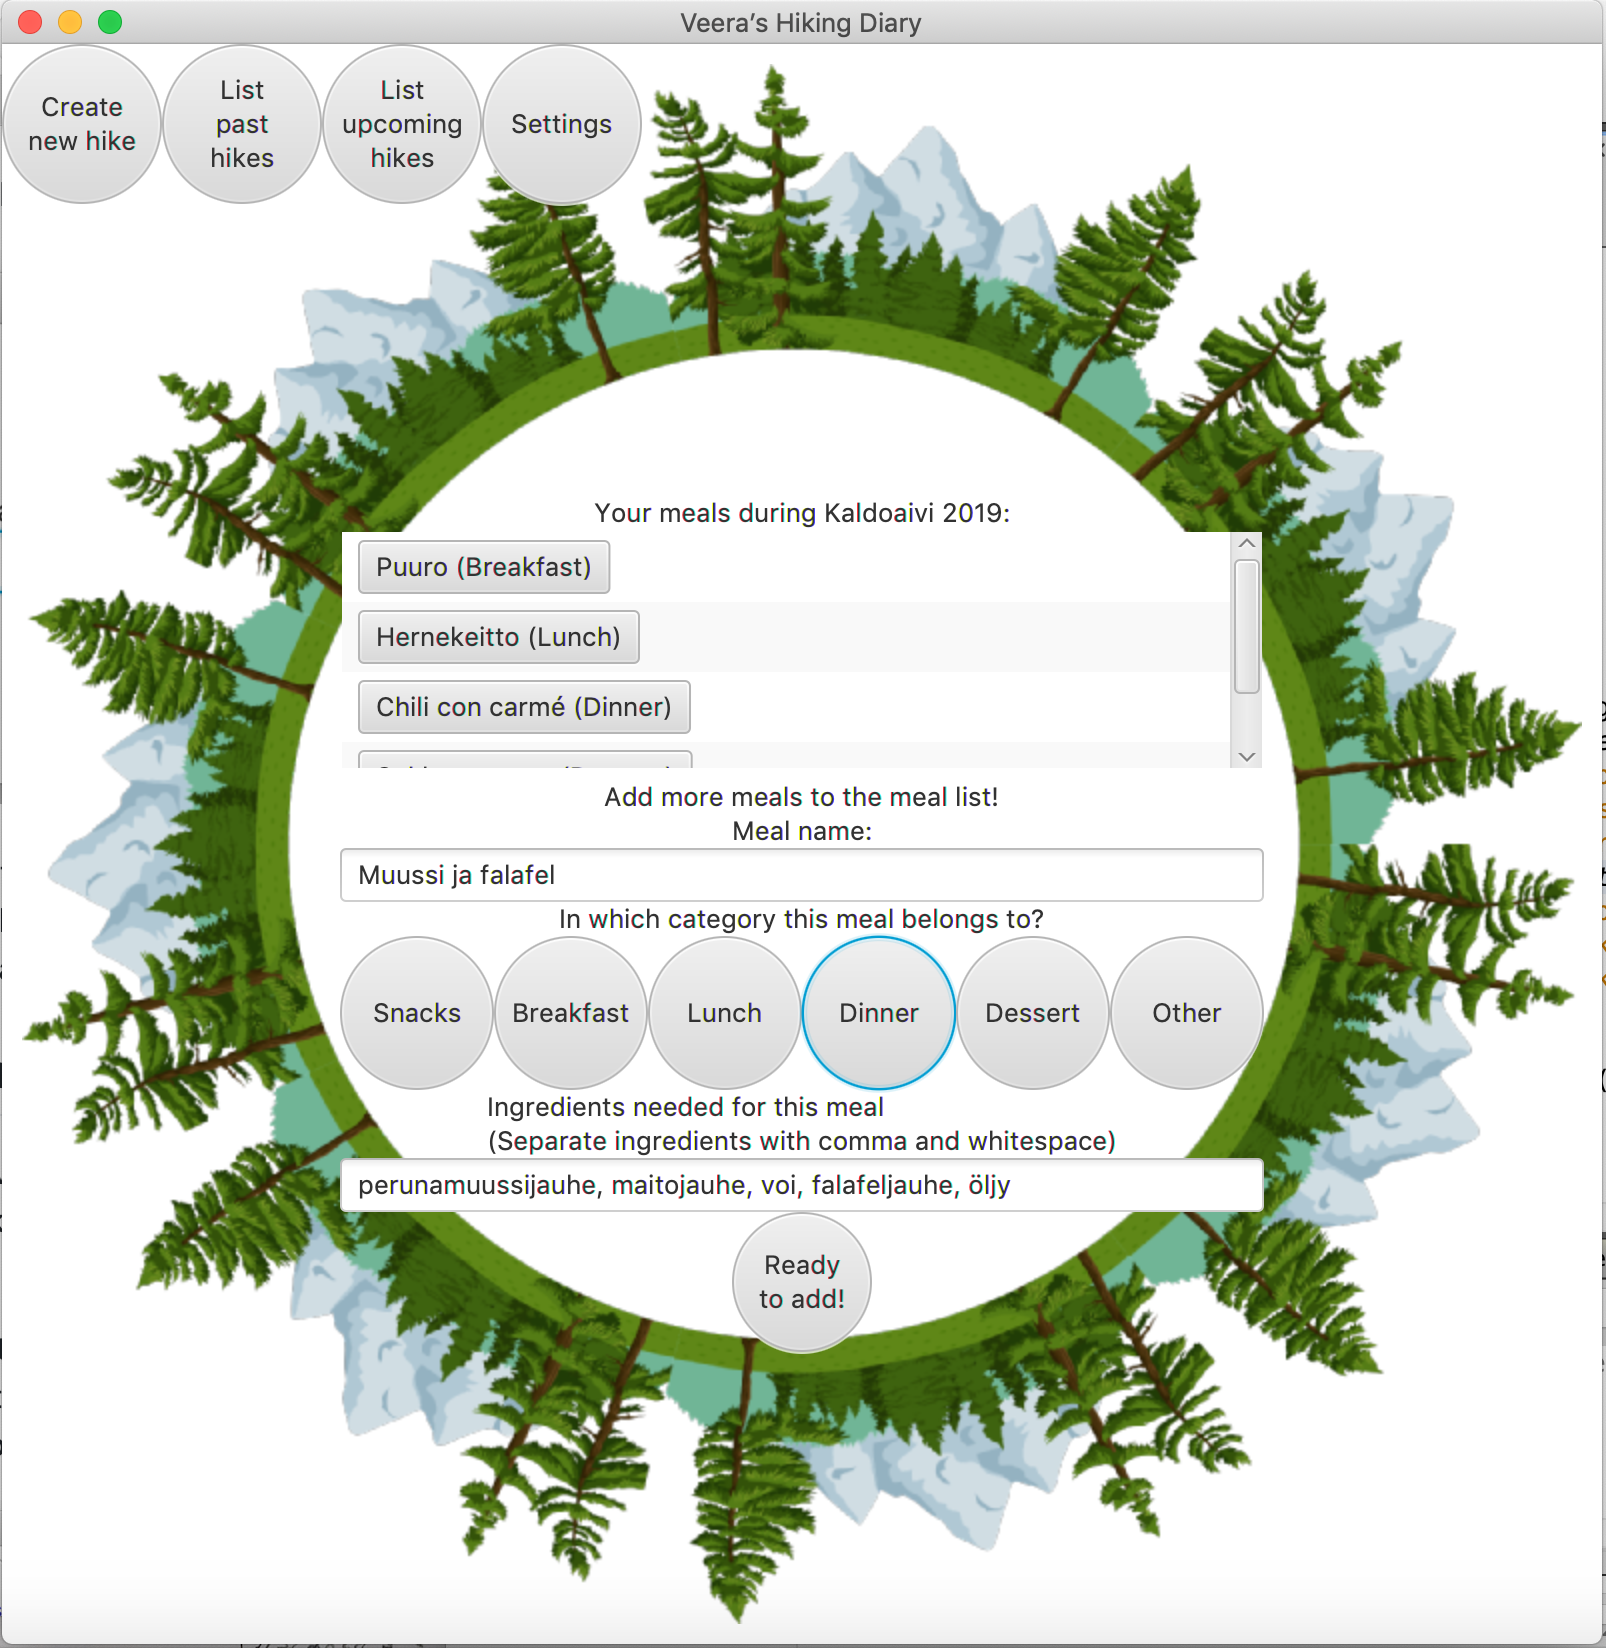 Veera's Hiking Diary
Create
new hike
List
past
hikes
List
upcoming
hikes
Settings
Your meals during Kaldoaivi 2019:
Puuro (Breakfast)
Hernekeitto (Lunch)
Chili con carmé (Dinner)
Add more meals to the meal list!
Meal name:
Muussi ja falafel
In which category this meal belongs to?
Snacks
Breakfast
Lunch
Dinner
Dessert
Other
Ingredients needed for this meal
(Separate ingredients with comma and whitespace)
perunamuussijauhe, maitojauhe, voi, falafeljauhe, öljy
Ready
to add!